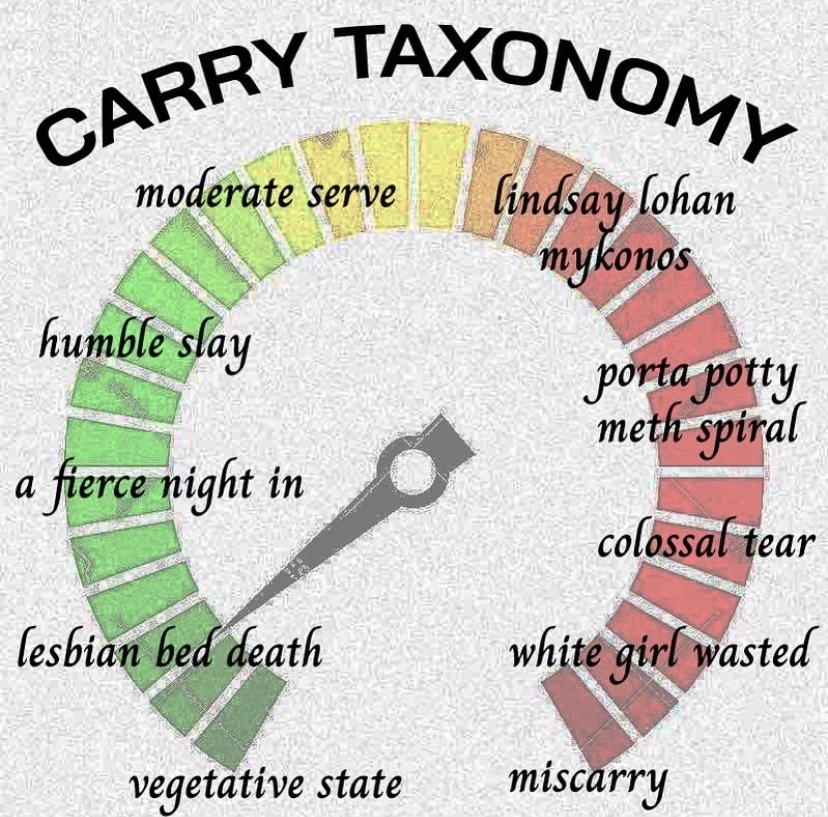 CARRY TAXONOMY
moderate serve
lindsay lohan
mykonos
humble slay
porta potty
meth spiral
a fierce night in
colossal tear
lesbian bed death
white girl wasted
vegetative state
miscarry